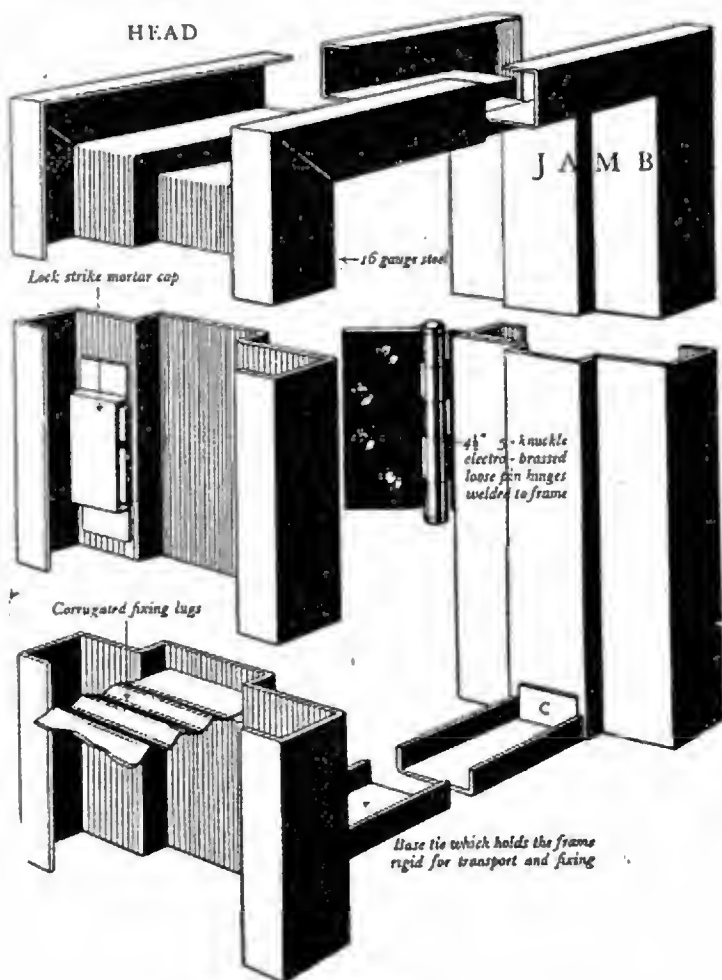 HEAD
JAMB
16 gauge steel
Lock strike mortar cap
4½" 5-knuckle
electro-brassed
loose pin hinges
welded to frame
Corrugated fixing lugs
C
Base tie which holds the frame
rigid for transport and fixing